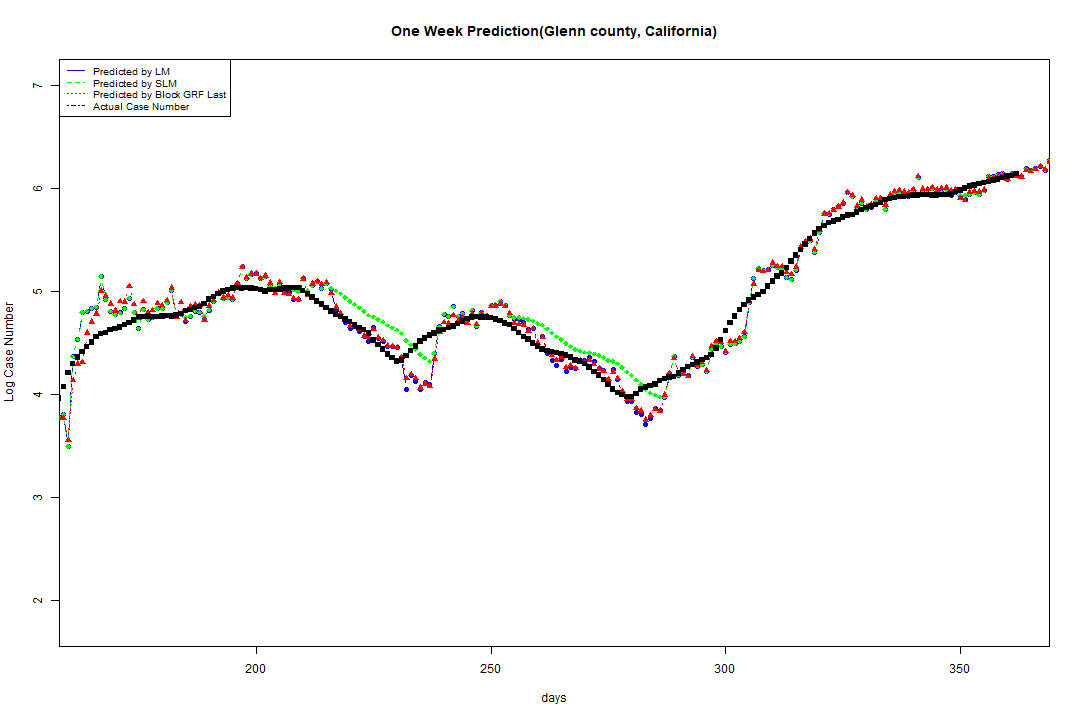 One Week Prediction(Glenn county, California)
Predicted by LM
Predicted by SLM
Predicted by Block GRF Last
Actual Case Number
7
6
5
4
3
2
Log Case Number
200 250 300 350
days